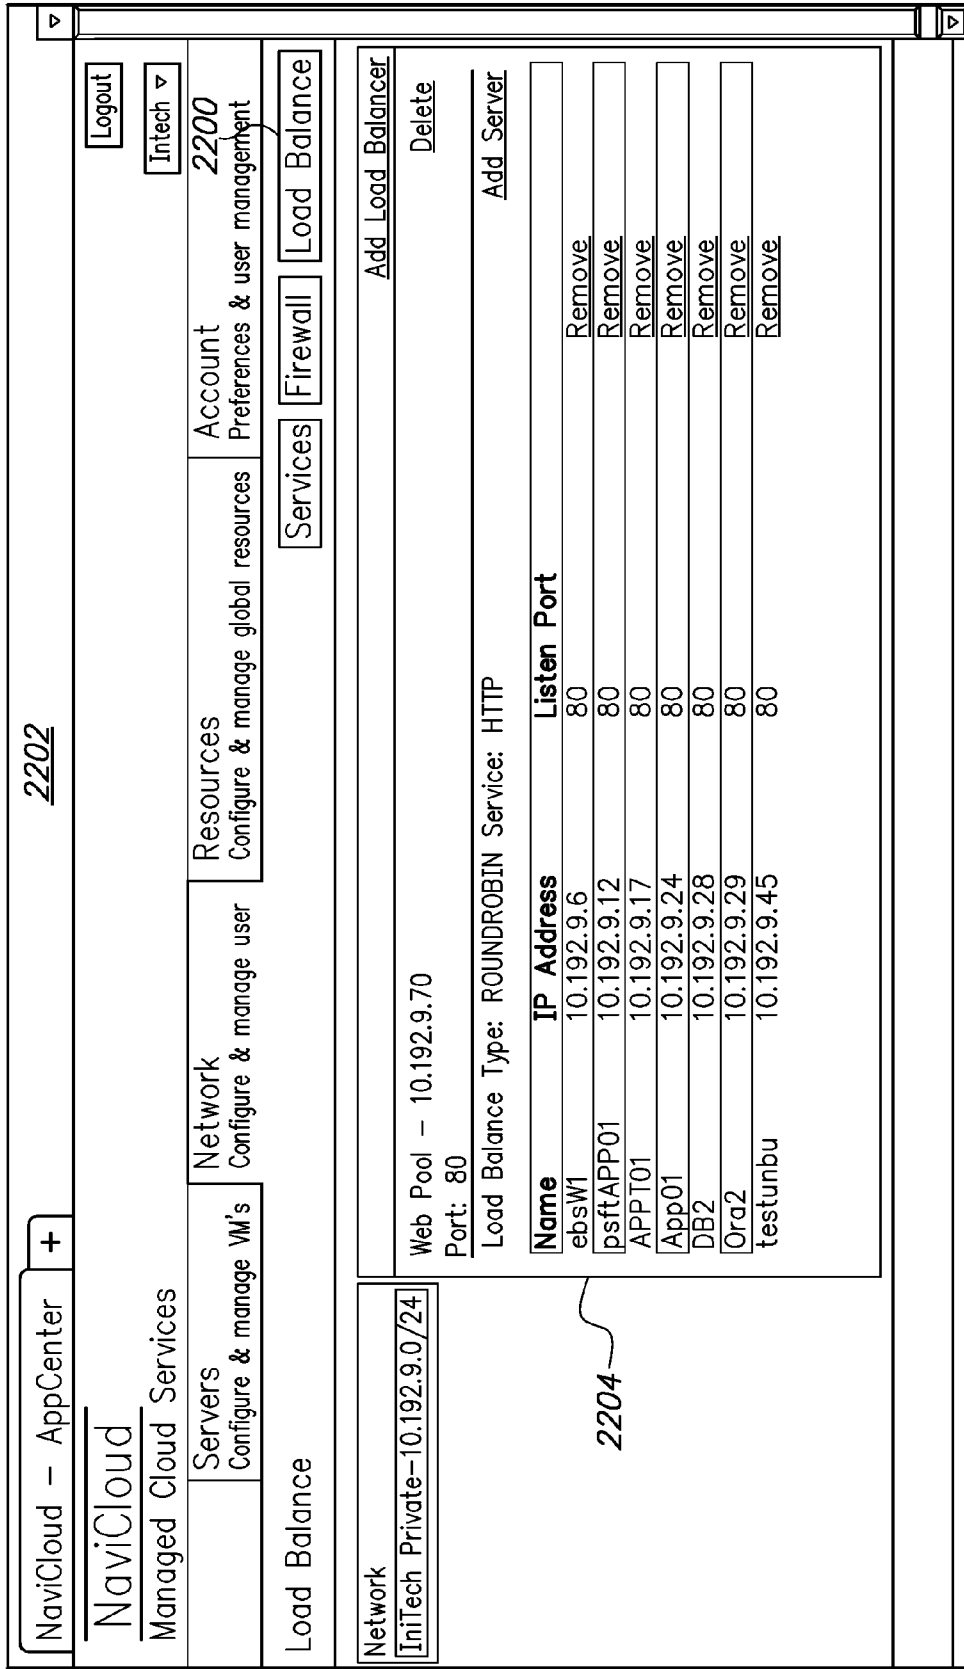 2202
NaviCloud – AppCenter +
NaviCloud
Logout
Managed Cloud Services
Intech
Servers Network Resources Account 2200
Configure & manage VM's Configure & manage user Configure & manage global resources Preferences & user management
Load Balance Services Firewall Load Balance
Network
IniTech Private–10.192.9.0/24
Add Load Balancer
Web Pool – 10.192.9.70 Delete
Port: 80
Load Balance Type: ROUNDROBIN Service: HTTP Add Server
Name IP Address Listen Port
ebsW1 10.192.9.6 80 Remove
psftAPP01 10.192.9.12 80 Remove
APPT01 10.192.9.17 80 Remove
App01 10.192.9.24 80 Remove
DB2 10.192.9.28 80 Remove
Ora2 10.192.9.29 80 Remove
testunbu 10.192.9.45 80 Remove
2204